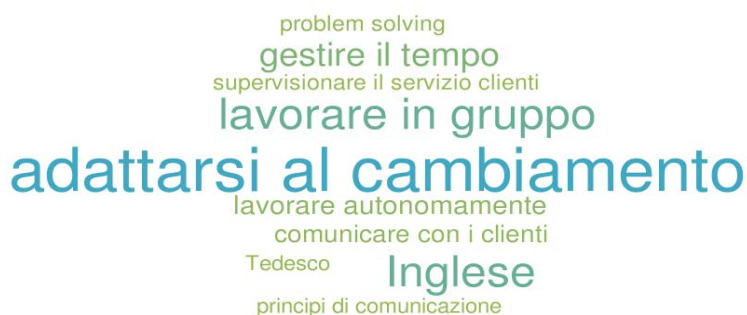 problem solving
gestire il tempo
supervisionare il servizio clienti
lavorare in gruppo
adattarsi al cambiamento
lavorare autonomamente
comunicare con i clienti
Tedesco
Inglese
principi di comunicazione